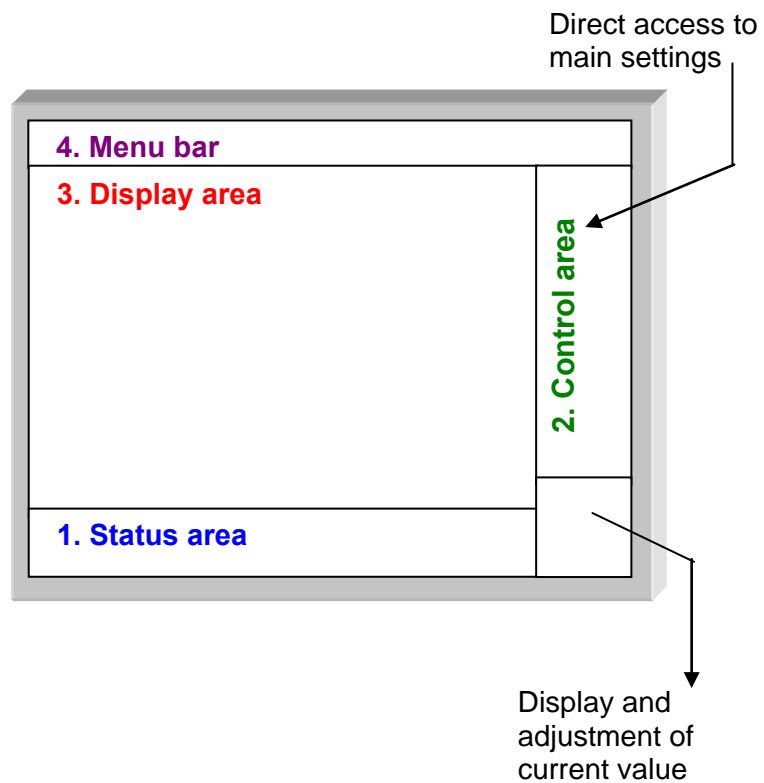 Direct access to
main settings
4. Menu bar
3. Display area
2. Control area
1. Status area
Display and
adjustment of
current value